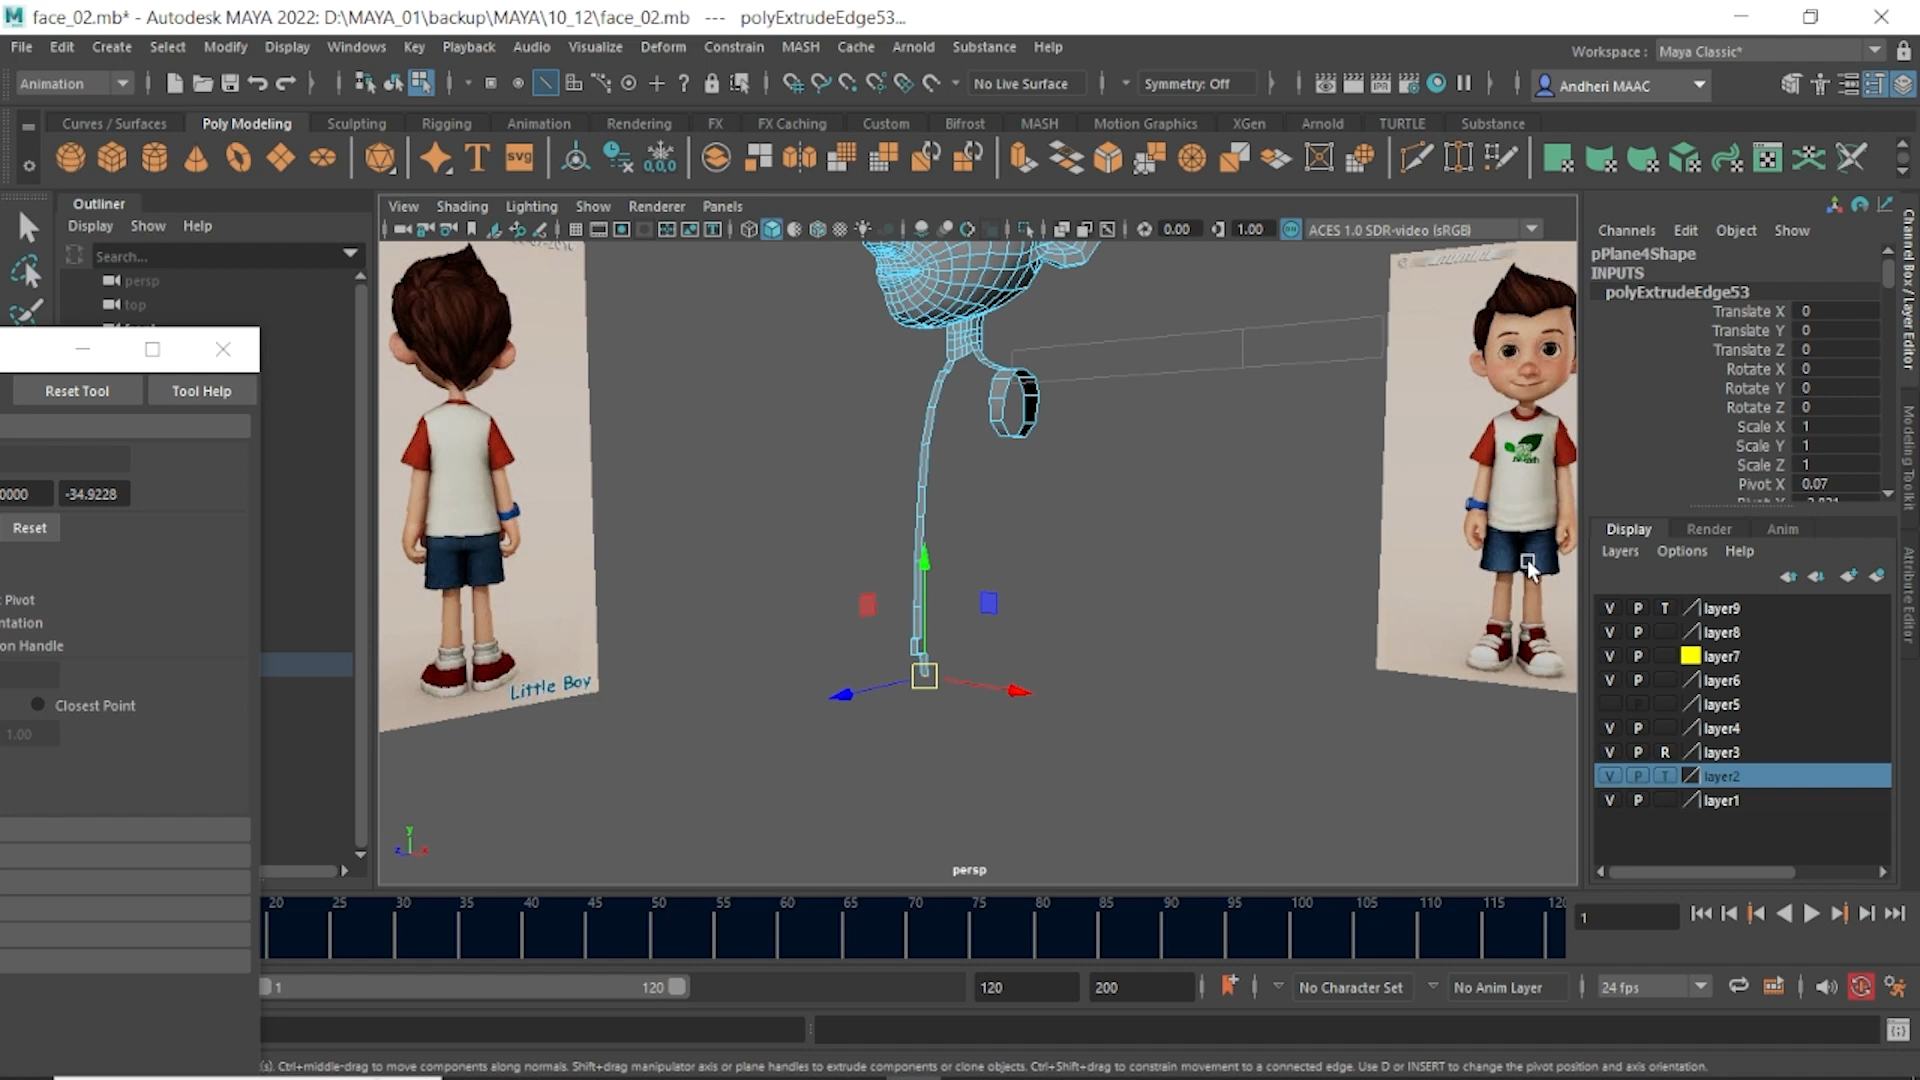 face_02.mb* - Autodesk MAYA 2022: D:\MAYA_01\backup\MAYA\10_12\face_02.mb --- polyExtrudeEdge53...
File Edit Create Select Modify Display Windows Key Playback Audio Visualize Deform Constrain MASH Cache Arnold Substance Help
Workspace : Maya Classic*
Animation No Live Surface Symmetry: Off Andheri MAAC
Curves / Surfaces Poly Modeling Sculpting Rigging Animation Rendering FX FX Caching Custom Bifrost MASH Motion Graphics XGen Arnold TURTLE Substance
Outliner
Display Show Help
Search...
persp
top
Reset Tool Tool Help
0000 -34.9228
Reset
Pivot
ntation
on Handle
Closest Point
1.00
View Shading Lighting Show Renderer Panels
0.00 1.00 ACES 1.0 SDR-video (sRGB)
Little Boy
persp
Channels Edit Object Show
pPlane4Shape
INPUTS
polyExtrudeEdge53
Translate X 0
Translate Y 0
Translate Z 0
Rotate X 0
Rotate Y 0
Rotate Z 0
Scale X 1
Scale Y 1
Scale Z 1
Pivot X 0.07
Channel Box / Layer Editor
Modeling Toolkit
Attribute Editor
Display Render Anim
Layers Options Help
V P T layer9
V P layer8
V P layer7
V P layer6
P layer5
V P layer4
V P R layer3
V P T layer2
V P layer1
20 25 30 35 40 45 50 55 60 65 70 75 80 85 90 95 100 105 110 115 120
1
1 120 120 200 No Character Set No Anim Layer 24 fps
(s). Ctrl+middle-drag to move components along normals. Shift+drag manipulator axis or plane handles to extrude components or clone objects. Ctrl+Shift+drag to constrain movement to a connected edge. Use D or INSERT to change the pivot position and axis orientation.